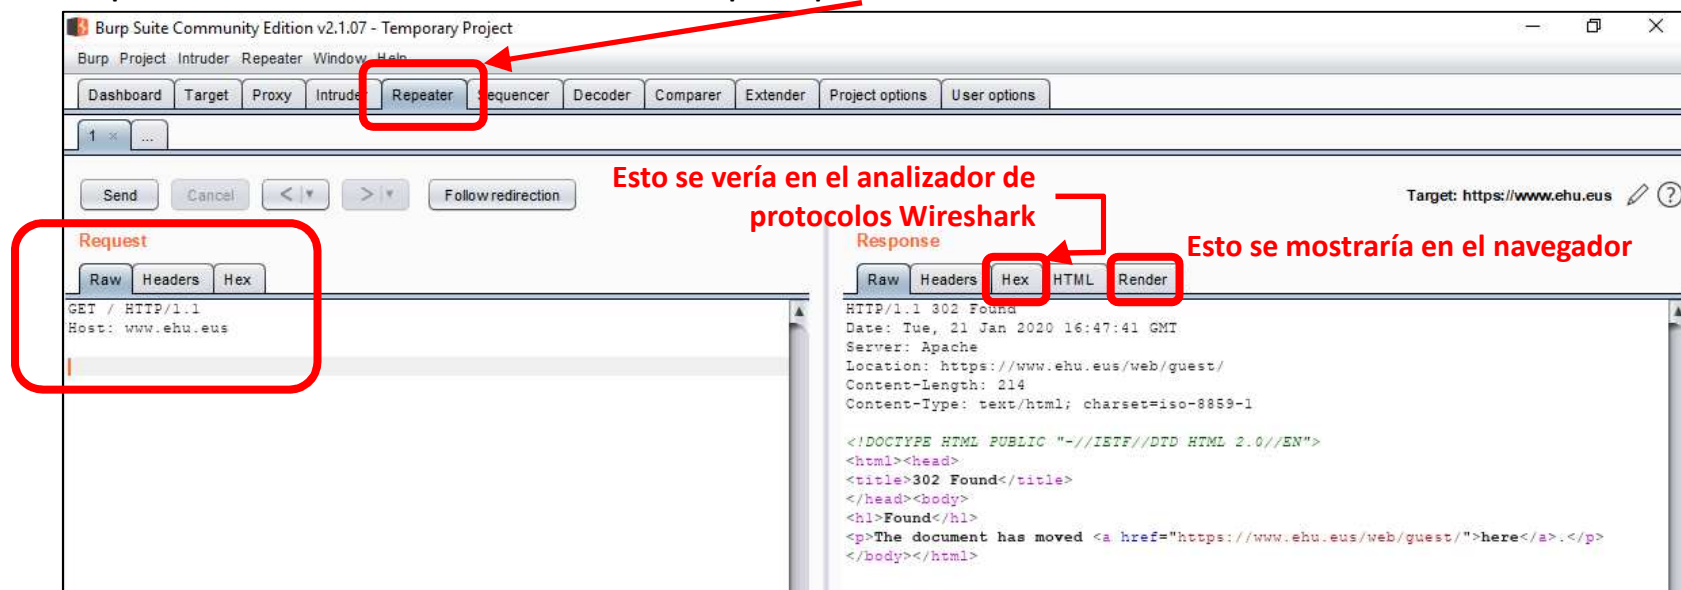 Burp Suite Community Edition v2.1.07 - Temporary Project
Burp Project Intruder Repeater Window Help
Dashboard Target Proxy Intruder Repeater Sequencer Decoder Comparer Extender Project options User options
1 × ...
Send Cancel < > Follow redirection
Esto se vería en el analizador de
protocolos Wireshark
Target: https://www.ehu.eus
Request
Response
Esto se mostraría en el navegador
Raw Headers Hex
Raw Headers Hex HTML Render
GET / HTTP/1.1
Host: www.ehu.eus
HTTP/1.1 302 Found
Date: Tue, 21 Jan 2020 16:47:41 GMT
Server: Apache
Location: https://www.ehu.eus/web/guest/
Content-Length: 214
Content-Type: text/html; charset=iso-8859-1
<!DOCTYPE HTML PUBLIC "-//IETF//DTD HTML 2.0//EN">
<html><head>
<title>302 Found</title>
</head><body>
<h1>Found</h1>
<p>The document has moved <a href="https://www.ehu.eus/web/guest/">here</a>.</p>
</body></html>